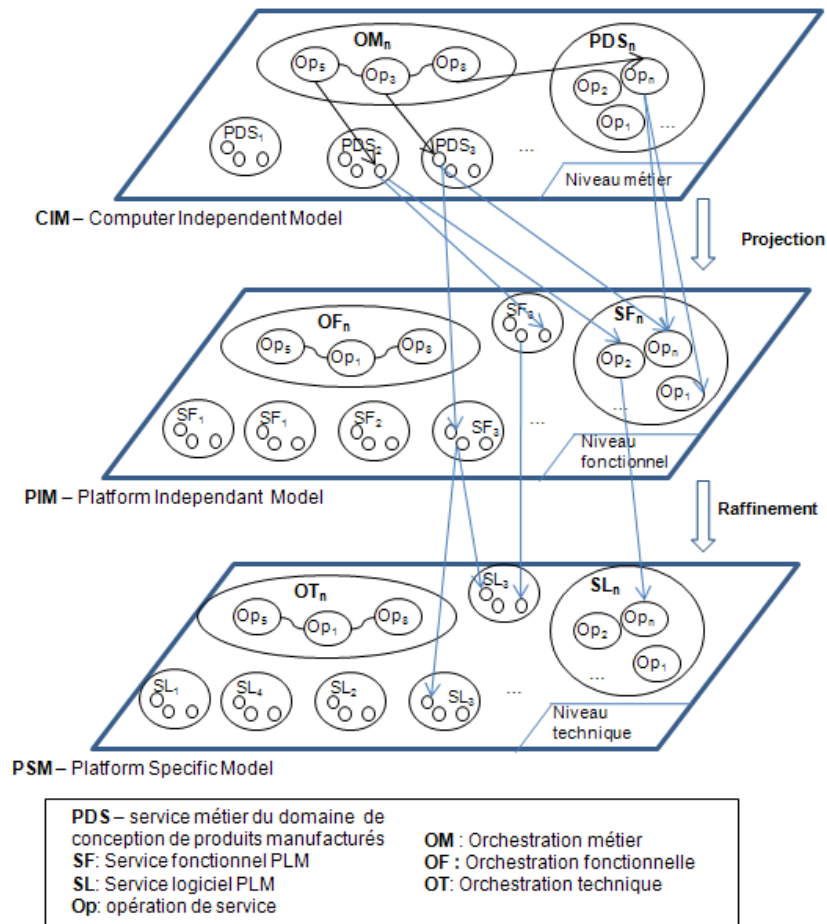 OMn
PDSn
Op5
Op3
Op8
Opn
Op2
Op1
...
PDS1
PDS2
PDS3
...
Niveau métier
CIM – Computer Independent Model
Projection
OFn
SF3
SFn
Op5
Op1
Op8
Op2
Opn
Op1
...
SF1
SF1
SF2
SF3
...
Niveau
fonctionnel
PIM – Platform Independant Model
Raffinement
OTn
SL3
SLn
Op5
Op1
Op8
Op2
Opn
Op1
...
SL1
SL4
SL2
SL3
...
Niveau
technique
PSM – Platform Specific Model
PDS – service métier du domaine de
conception de produits manufacturés
SF: Service fonctionnel PLM
SL: Service logiciel PLM
Op: opération de service
OM : Orchestration métier
OF : Orchestration fonctionnelle
OT: Orchestration technique